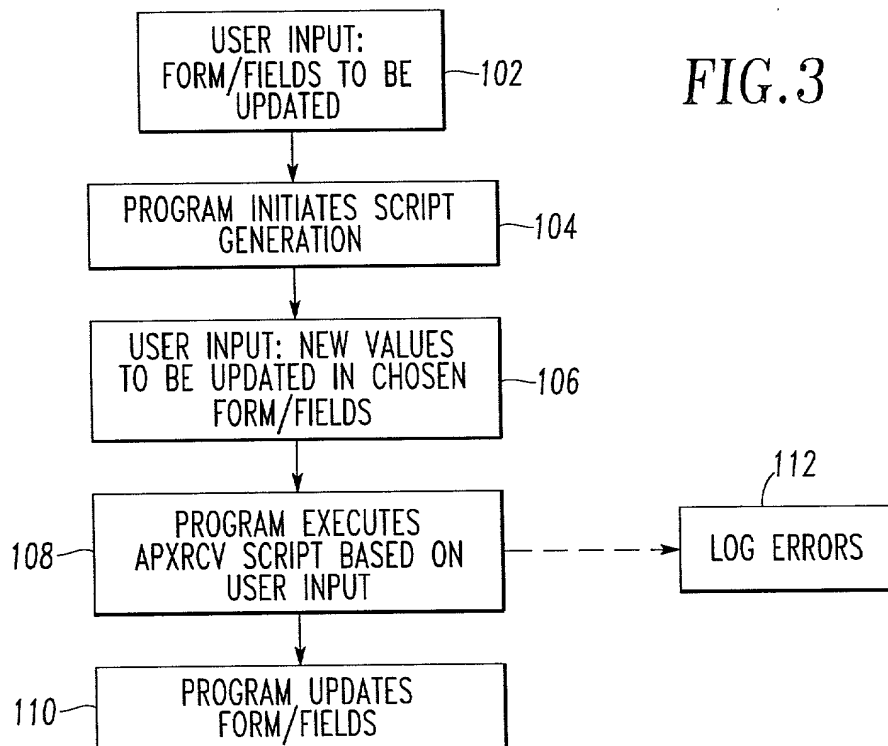 USER INPUT:
FORM/FIELDS TO BE
UPDATED
102
FIG.3
PROGRAM INITIATES SCRIPT
GENERATION
104
USER INPUT: NEW VALUES
TO BE UPDATED IN CHOSEN
FORM/FIELDS
106
108
PROGRAM EXECUTES
APXRCV SCRIPT BASED ON
USER INPUT
112
LOG ERRORS
110
PROGRAM UPDATES
FORM/FIELDS